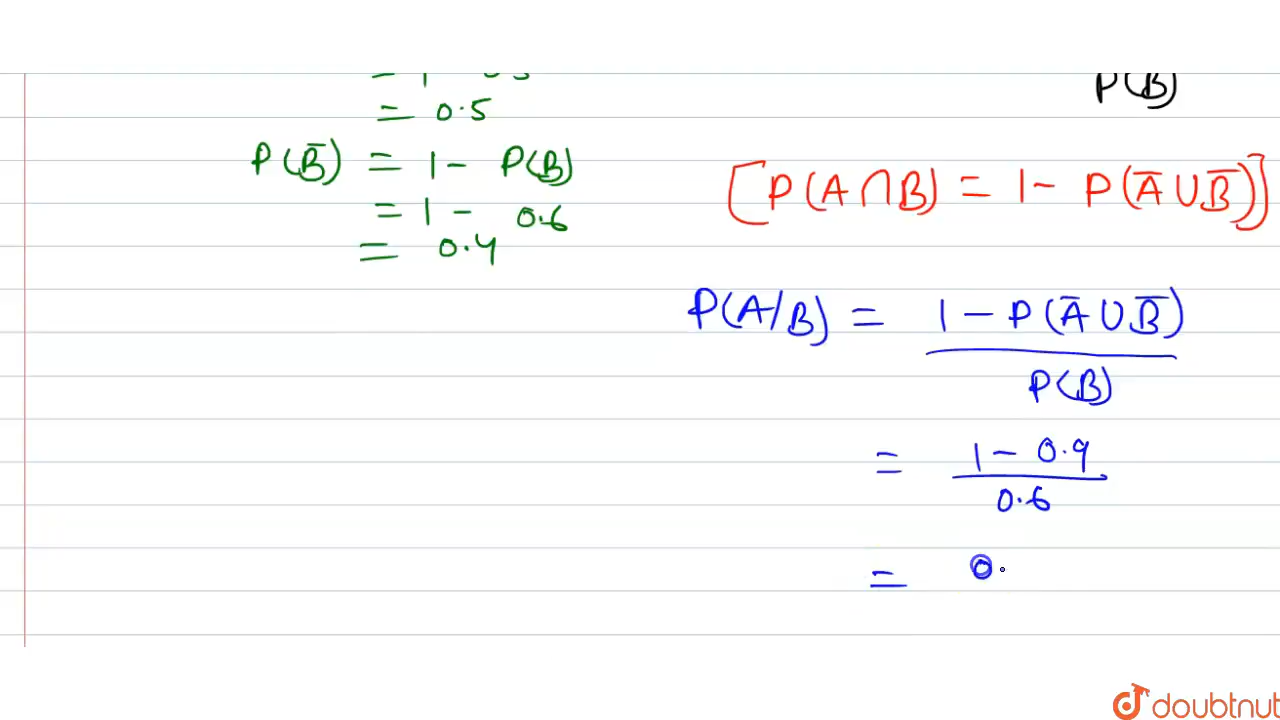 = 0.5
P(B̅) = 1 - P(B)
= 1 - 0.6
= 0.4
P(B)
[P(A∩B) = 1 - P(A̅∪B̅)]
P(A/B) = 1 - P(A̅∪B̅)
P(B)
= 1 - 0.9
0.6
= 0.
doubtnut